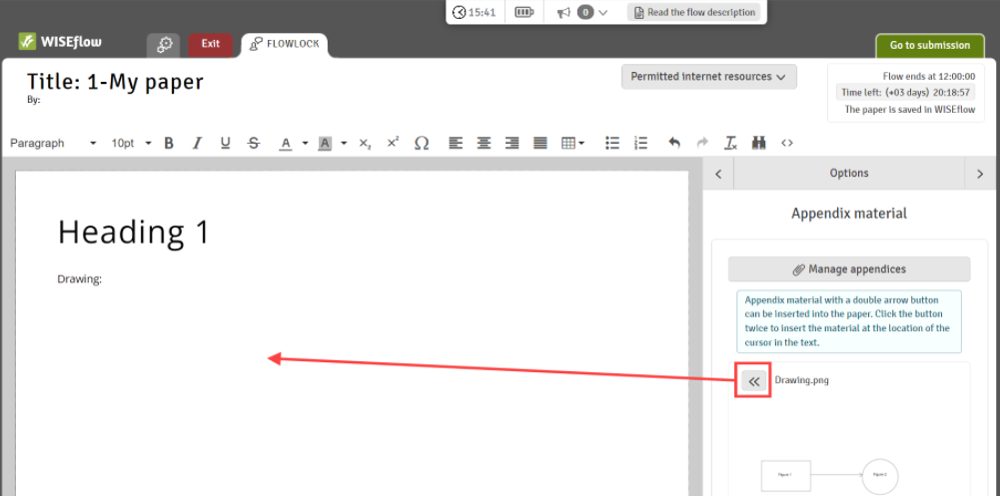 15:41
0
Read the flow description
WISEflow
Exit
FLOWLOCK
Go to submission
Title: 1-My paper
By:
Permitted internet resources
Flow ends at 12:00:00
Time left: (+03 days) 20:18:57
The paper is saved in WISEflow
Paragraph
10pt
B I U S A A x₂ x² Ω
Options
Appendix material
Manage appendices
Appendix material with a double arrow button
can be inserted into the paper. Click the button
twice to insert the material at the location of the
cursor in the text.
Heading 1
Drawing:
Drawing.png
Figure 1
Figure 2